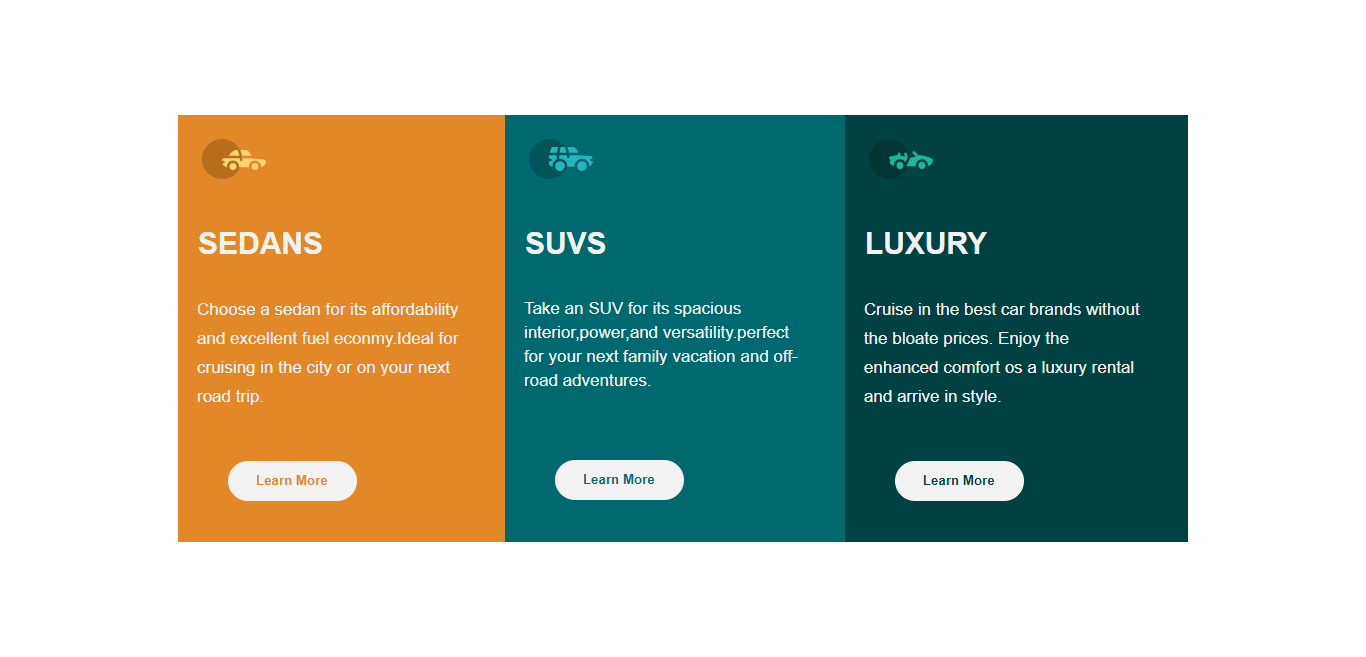 SEDANS
Choose a sedan for its affordability
and excellent fuel econmy.Ideal for
cruising in the city or on your next
road trip.
Learn More
SUVS
Take an SUV for its spacious
interior,power,and versatility.perfect
for your next family vacation and off-
road adventures.
Learn More
LUXURY
Cruise in the best car brands without
the bloate prices. Enjoy the
enhanced comfort os a luxury rental
and arrive in style.
Learn More